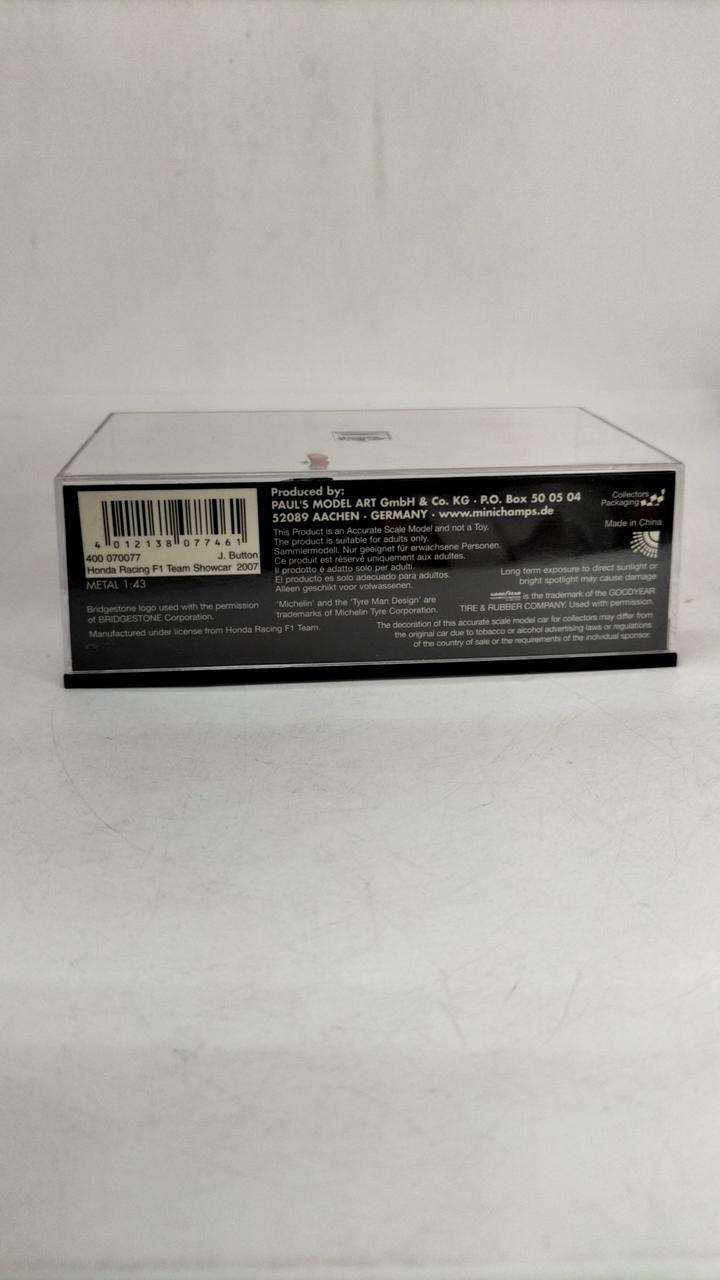 4 012138 077461
400 070077 J. Button
Honda Racing F1 Team Showcar 2007
METAL 1:43
Bridgestone logo used with the permission
of BRIDGESTONE Corporation.
Manufactured under license from Honda Racing F1 Team.
Produced by:
PAUL'S MODEL ART GmbH & Co. KG · P.O. Box 50 05 04
52089 AACHEN · GERMANY · www.minichamps.de
This Product is an Accurate Scale Model and not a Toy.
The product is suitable for adults only.
Sammlermodell. Nur geeignet für erwachsene Personen.
Ce produit est réservé uniquement aux adultes.
Il prodotto é adatto solo per adulti.
El producto es solo adecuado para adultos.
Alleen geschikt voor volwassenen.
'Michelin' and the 'Tyre Man Design' are
trademarks of Michelin Tyre Corporation.
Collectors
Packaging
Made in China
Long term exposure to direct sunlight or
bright spotlight may cause damage
GOODYEAR is the trademark of the GOODYEAR
TIRE & RUBBER COMPANY. Used with permission.
The decoration of this accurate scale model car for collectors may differ from
the original car due to tobacco or alcohol advertising laws or regulations
of the country of sale or the requirements of the individual sponsor.